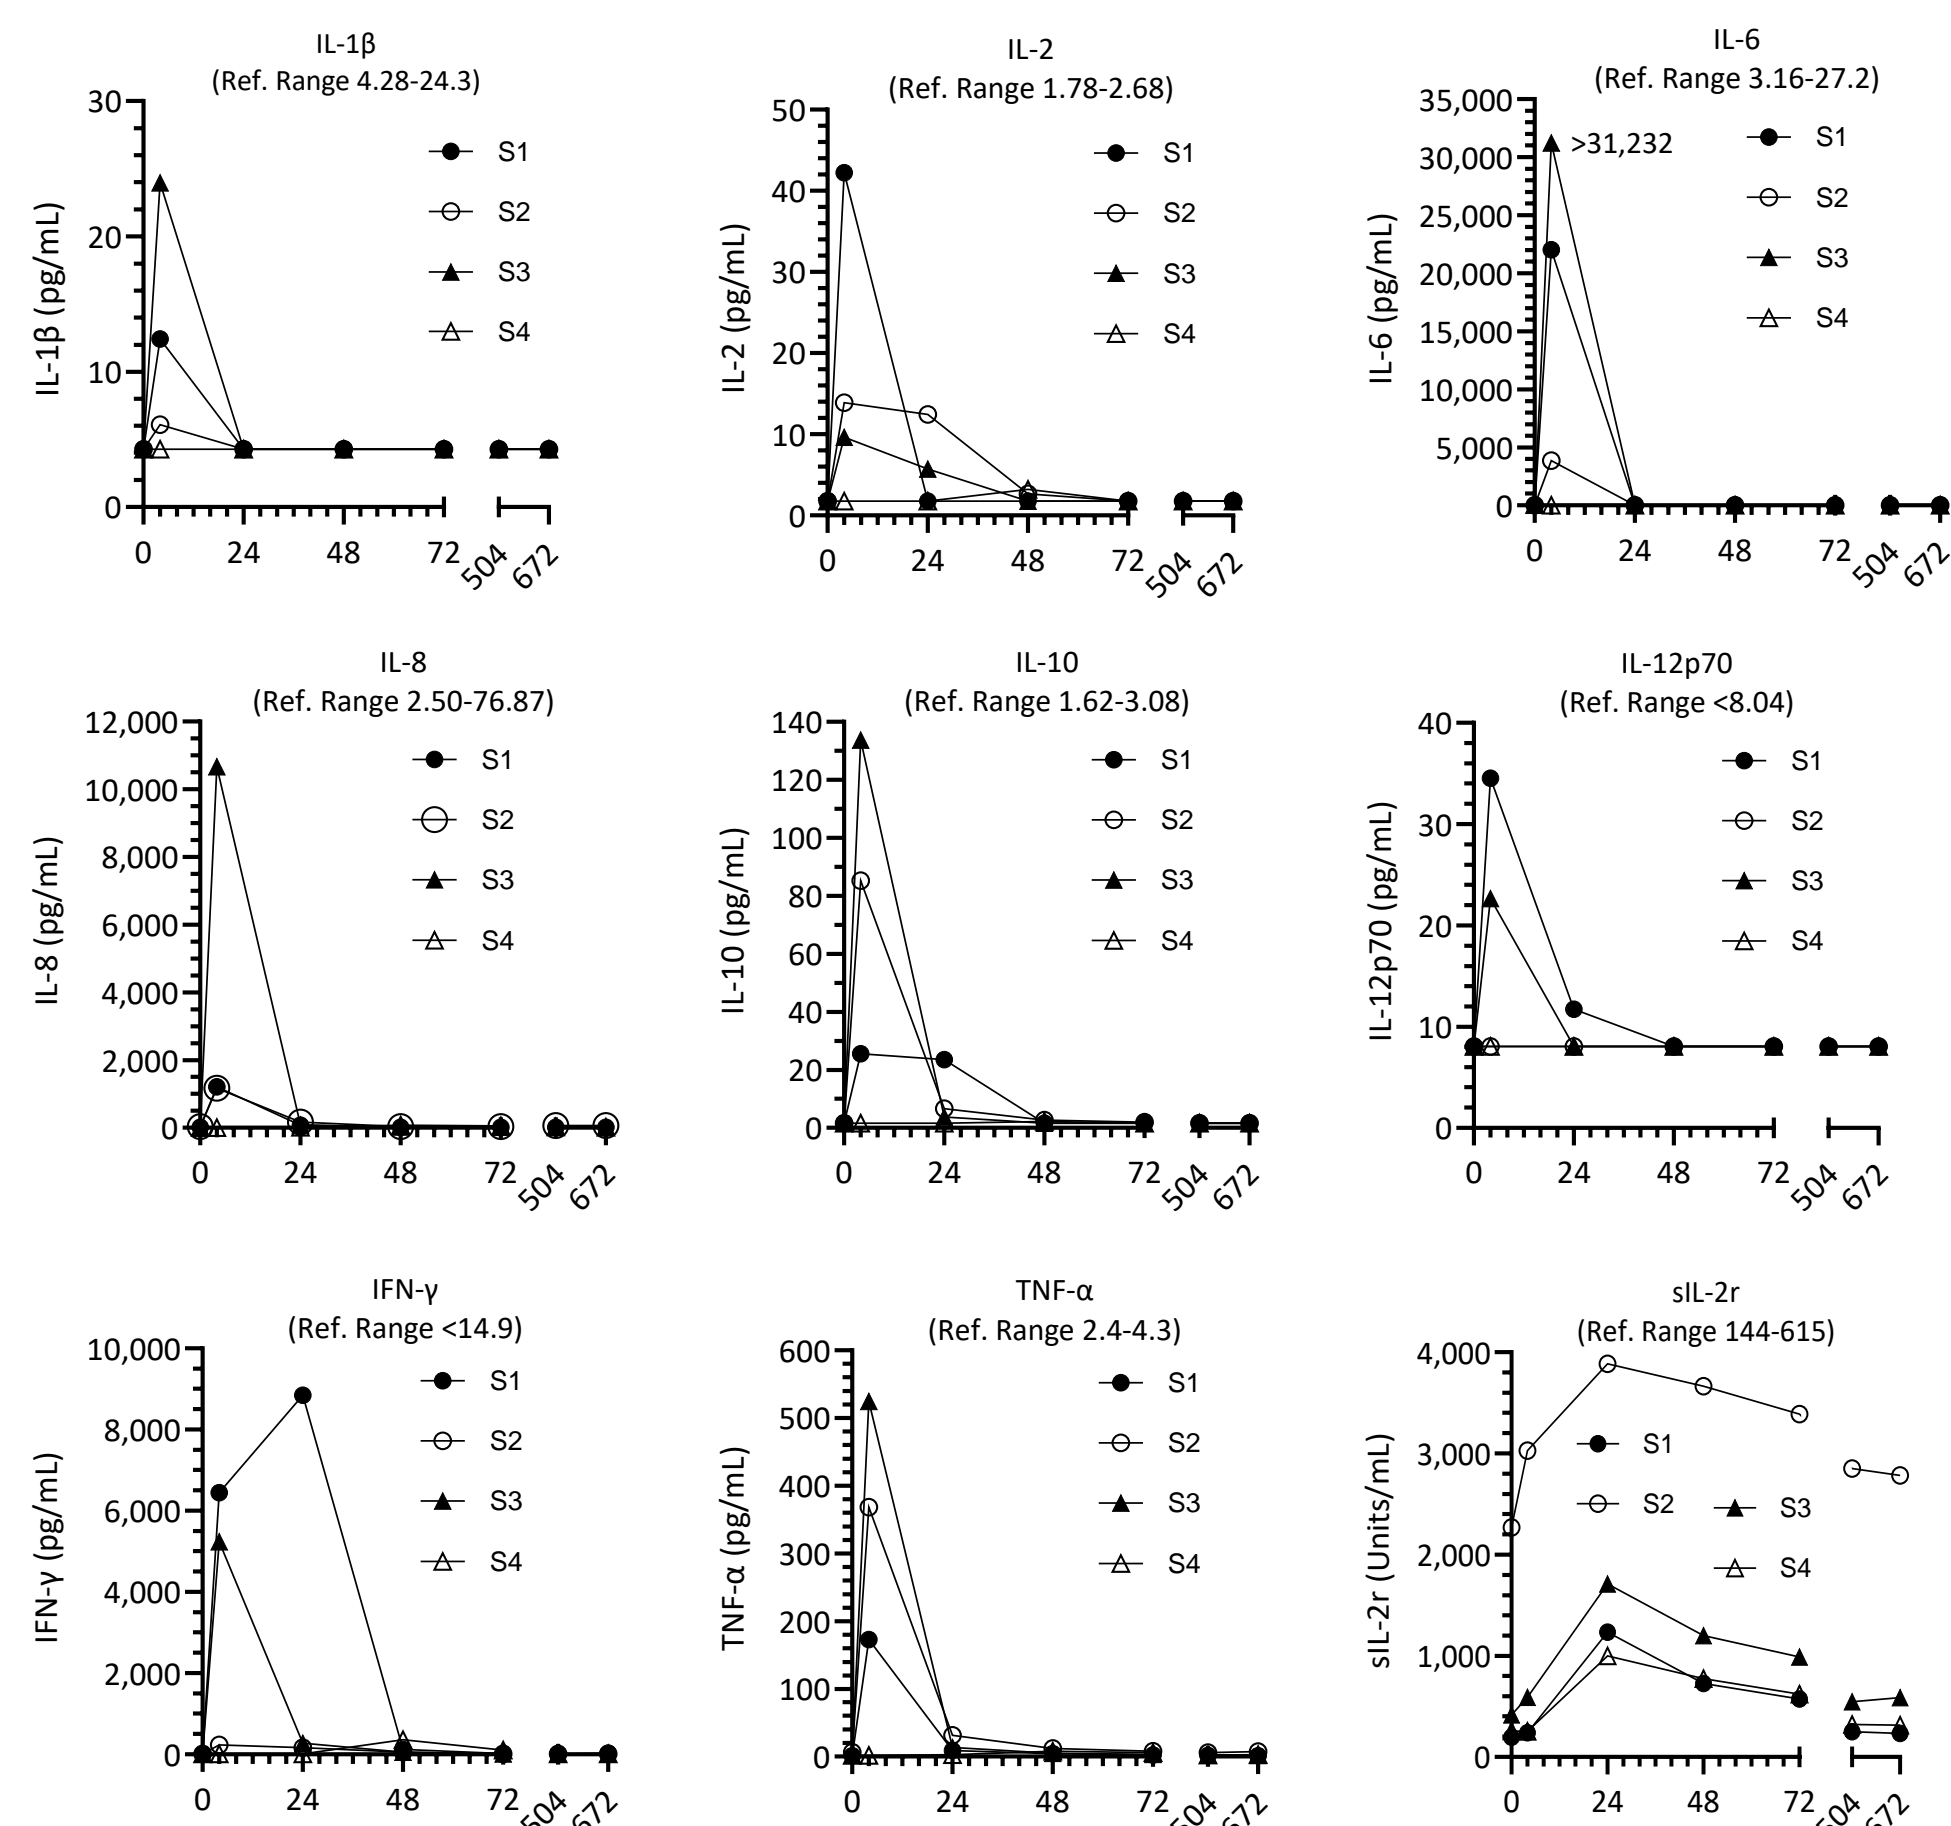 IL-1β
(Ref. Range 4.28-24.3)
IL-1β (pg/mL)
30
20
10
0
0 24 48 72 504 672
S1
S2
S3
S4
IL-2
(Ref. Range 1.78-2.68)
IL-2 (pg/mL)
50
40
30
20
10
0
0 24 48 72 504 672
S1
S2
S3
S4
IL-6
(Ref. Range 3.16-27.2)
IL-6 (pg/mL)
35,000
30,000
25,000
20,000
15,000
10,000
5,000
0
0 24 48 72 504 672
>31,232
S1
S2
S3
S4
IL-8
(Ref. Range 2.50-76.87)
IL-8 (pg/mL)
12,000
10,000
8,000
6,000
4,000
2,000
0
0 24 48 72 504 672
S1
S2
S3
S4
IL-10
(Ref. Range 1.62-3.08)
IL-10 (pg/mL)
140
120
100
80
60
40
20
0
0 24 48 72 504 672
S1
S2
S3
S4
IL-12p70
(Ref. Range <8.04)
IL-12p70 (pg/mL)
40
30
20
10
0
0 24 48 72 504 672
S1
S2
S3
S4
IFN-γ
(Ref. Range <14.9)
IFN-γ (pg/mL)
10,000
8,000
6,000
4,000
2,000
0
0 24 48 72 504 672
S1
S2
S3
S4
TNF-α
(Ref. Range 2.4-4.3)
TNF-α (pg/mL)
600
500
400
300
200
100
0
0 24 48 72 504 672
S1
S2
S3
S4
sIL-2r
(Ref. Range 144-615)
sIL-2r (Units/mL)
4,000
3,000
2,000
1,000
0
0 24 48 72 504 672
S1
S2
S3
S4